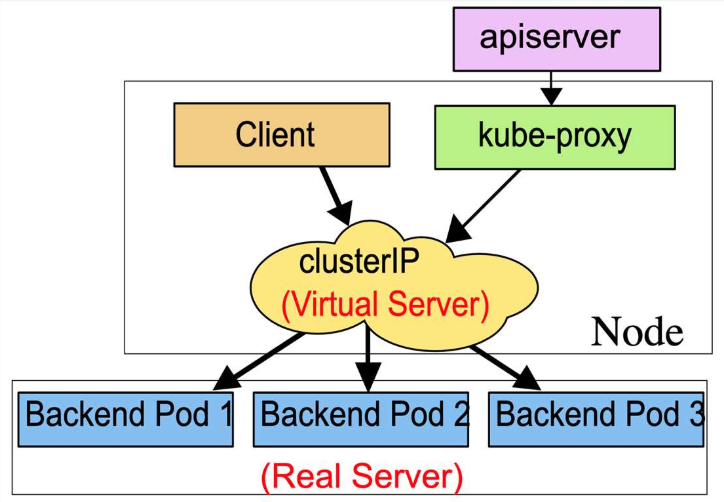 apiserver
Client
kube-proxy
clusterIP
(Virtual Server)
Node
Backend Pod 1
Backend Pod 2
Backend Pod 3
(Real Server)